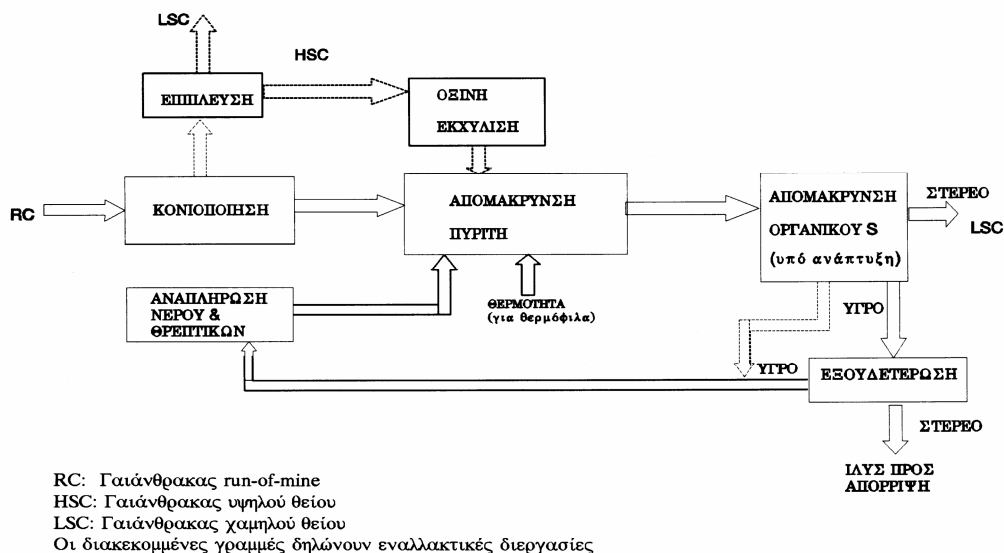 LSC
HSC
ΕΠΙΠΛΕΥΣΗ
ΟΞΙΝΗ
ΕΚΧΥΛΙΣΗ
RC
ΚΟΝΙΟΠΟΙΗΣΗ
ΑΠΟΜΑΚΡΥΝΣΗ
ΠΥΡΙΤΗ
ΑΠΟΜΑΚΡΥΝΣΗ
ΟΡΓΑΝΙΚΟΥ S
(υπό ανάπτυξη)
ΣΤΕΡΕΟ
LSC
ΑΝΑΠΛΗΡΩΣΗ
ΝΕΡΟΥ &
ΘΡΕΠΤΙΚΩΝ
ΘΕΡΜΟΤΗΤΑ
(για θερμόφιλα)
ΥΓΡΟ
ΥΓΡΟ
ΕΞΟΥΔΕΤΕΡΩΣΗ
ΣΤΕΡΕΟ
ΙΛΥΣ ΠΡΟΣ
ΑΠΟΡΡΙΨΗ
RC: Γαιάνθρακας run-of-mine
HSC: Γαιάνθρακας υψηλού θείου
LSC: Γαιάνθρακας χαμηλού θείου
Οι διακεκομμένες γραμμές δηλώνουν εναλλακτικές διεργασίες